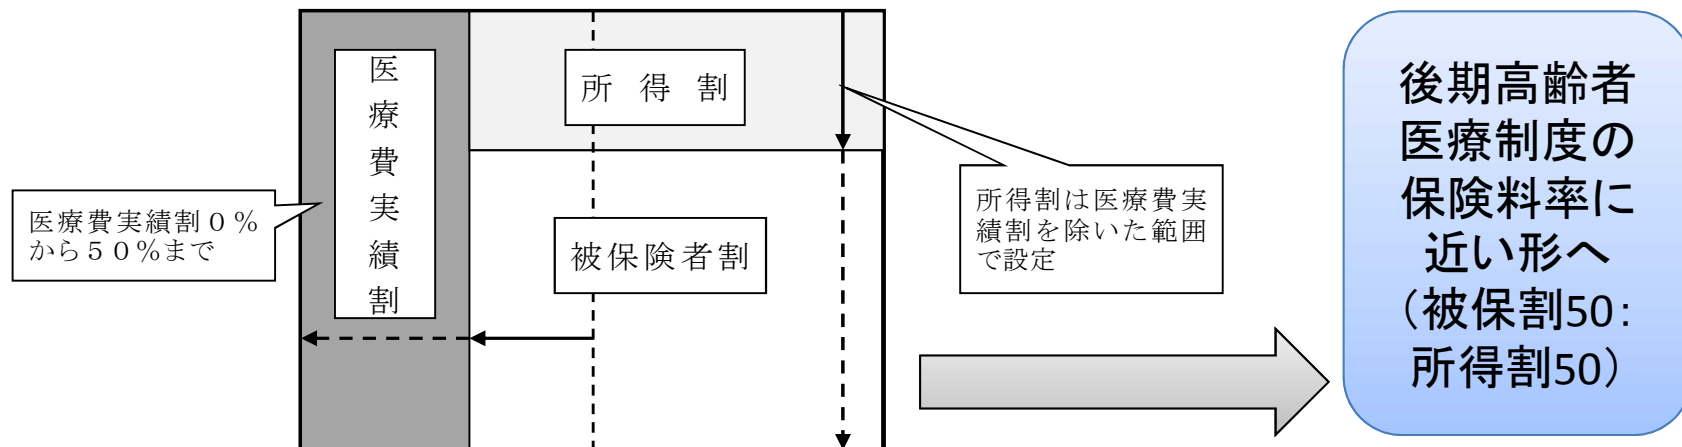 医療費実績割
所得割
被保険者割
医療費実績割０％
から５０％まで
所得割は医療費実
績割を除いた範囲
で設定
後期高齢者
医療制度の
保険料率に
近い形へ
（被保割50：
所得割50）